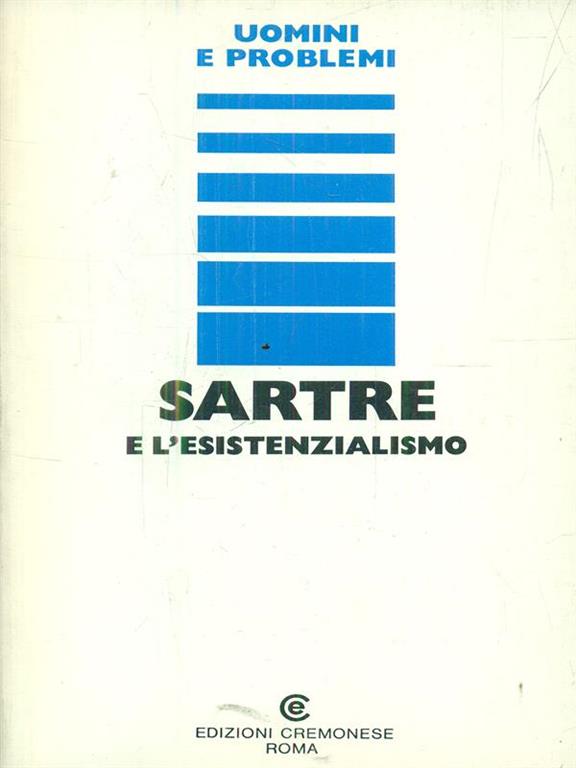 UOMINI
E PROBLEMI
SARTRE
E L'ESISTENZIALISMO
EDIZIONI CREMONESE
ROMA